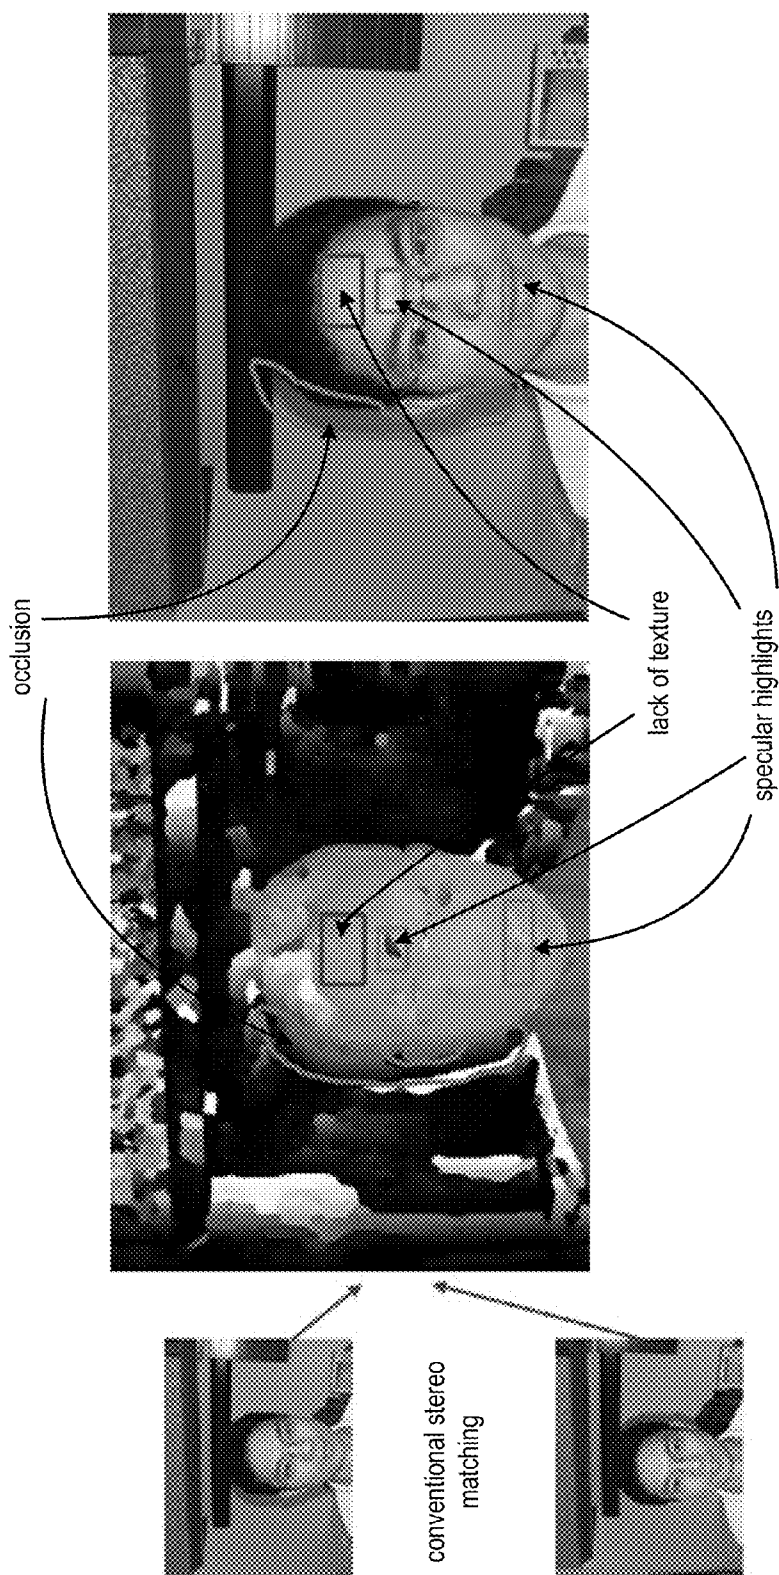 occlusion
lack of texture
specular highlights
conventional stereo
matching